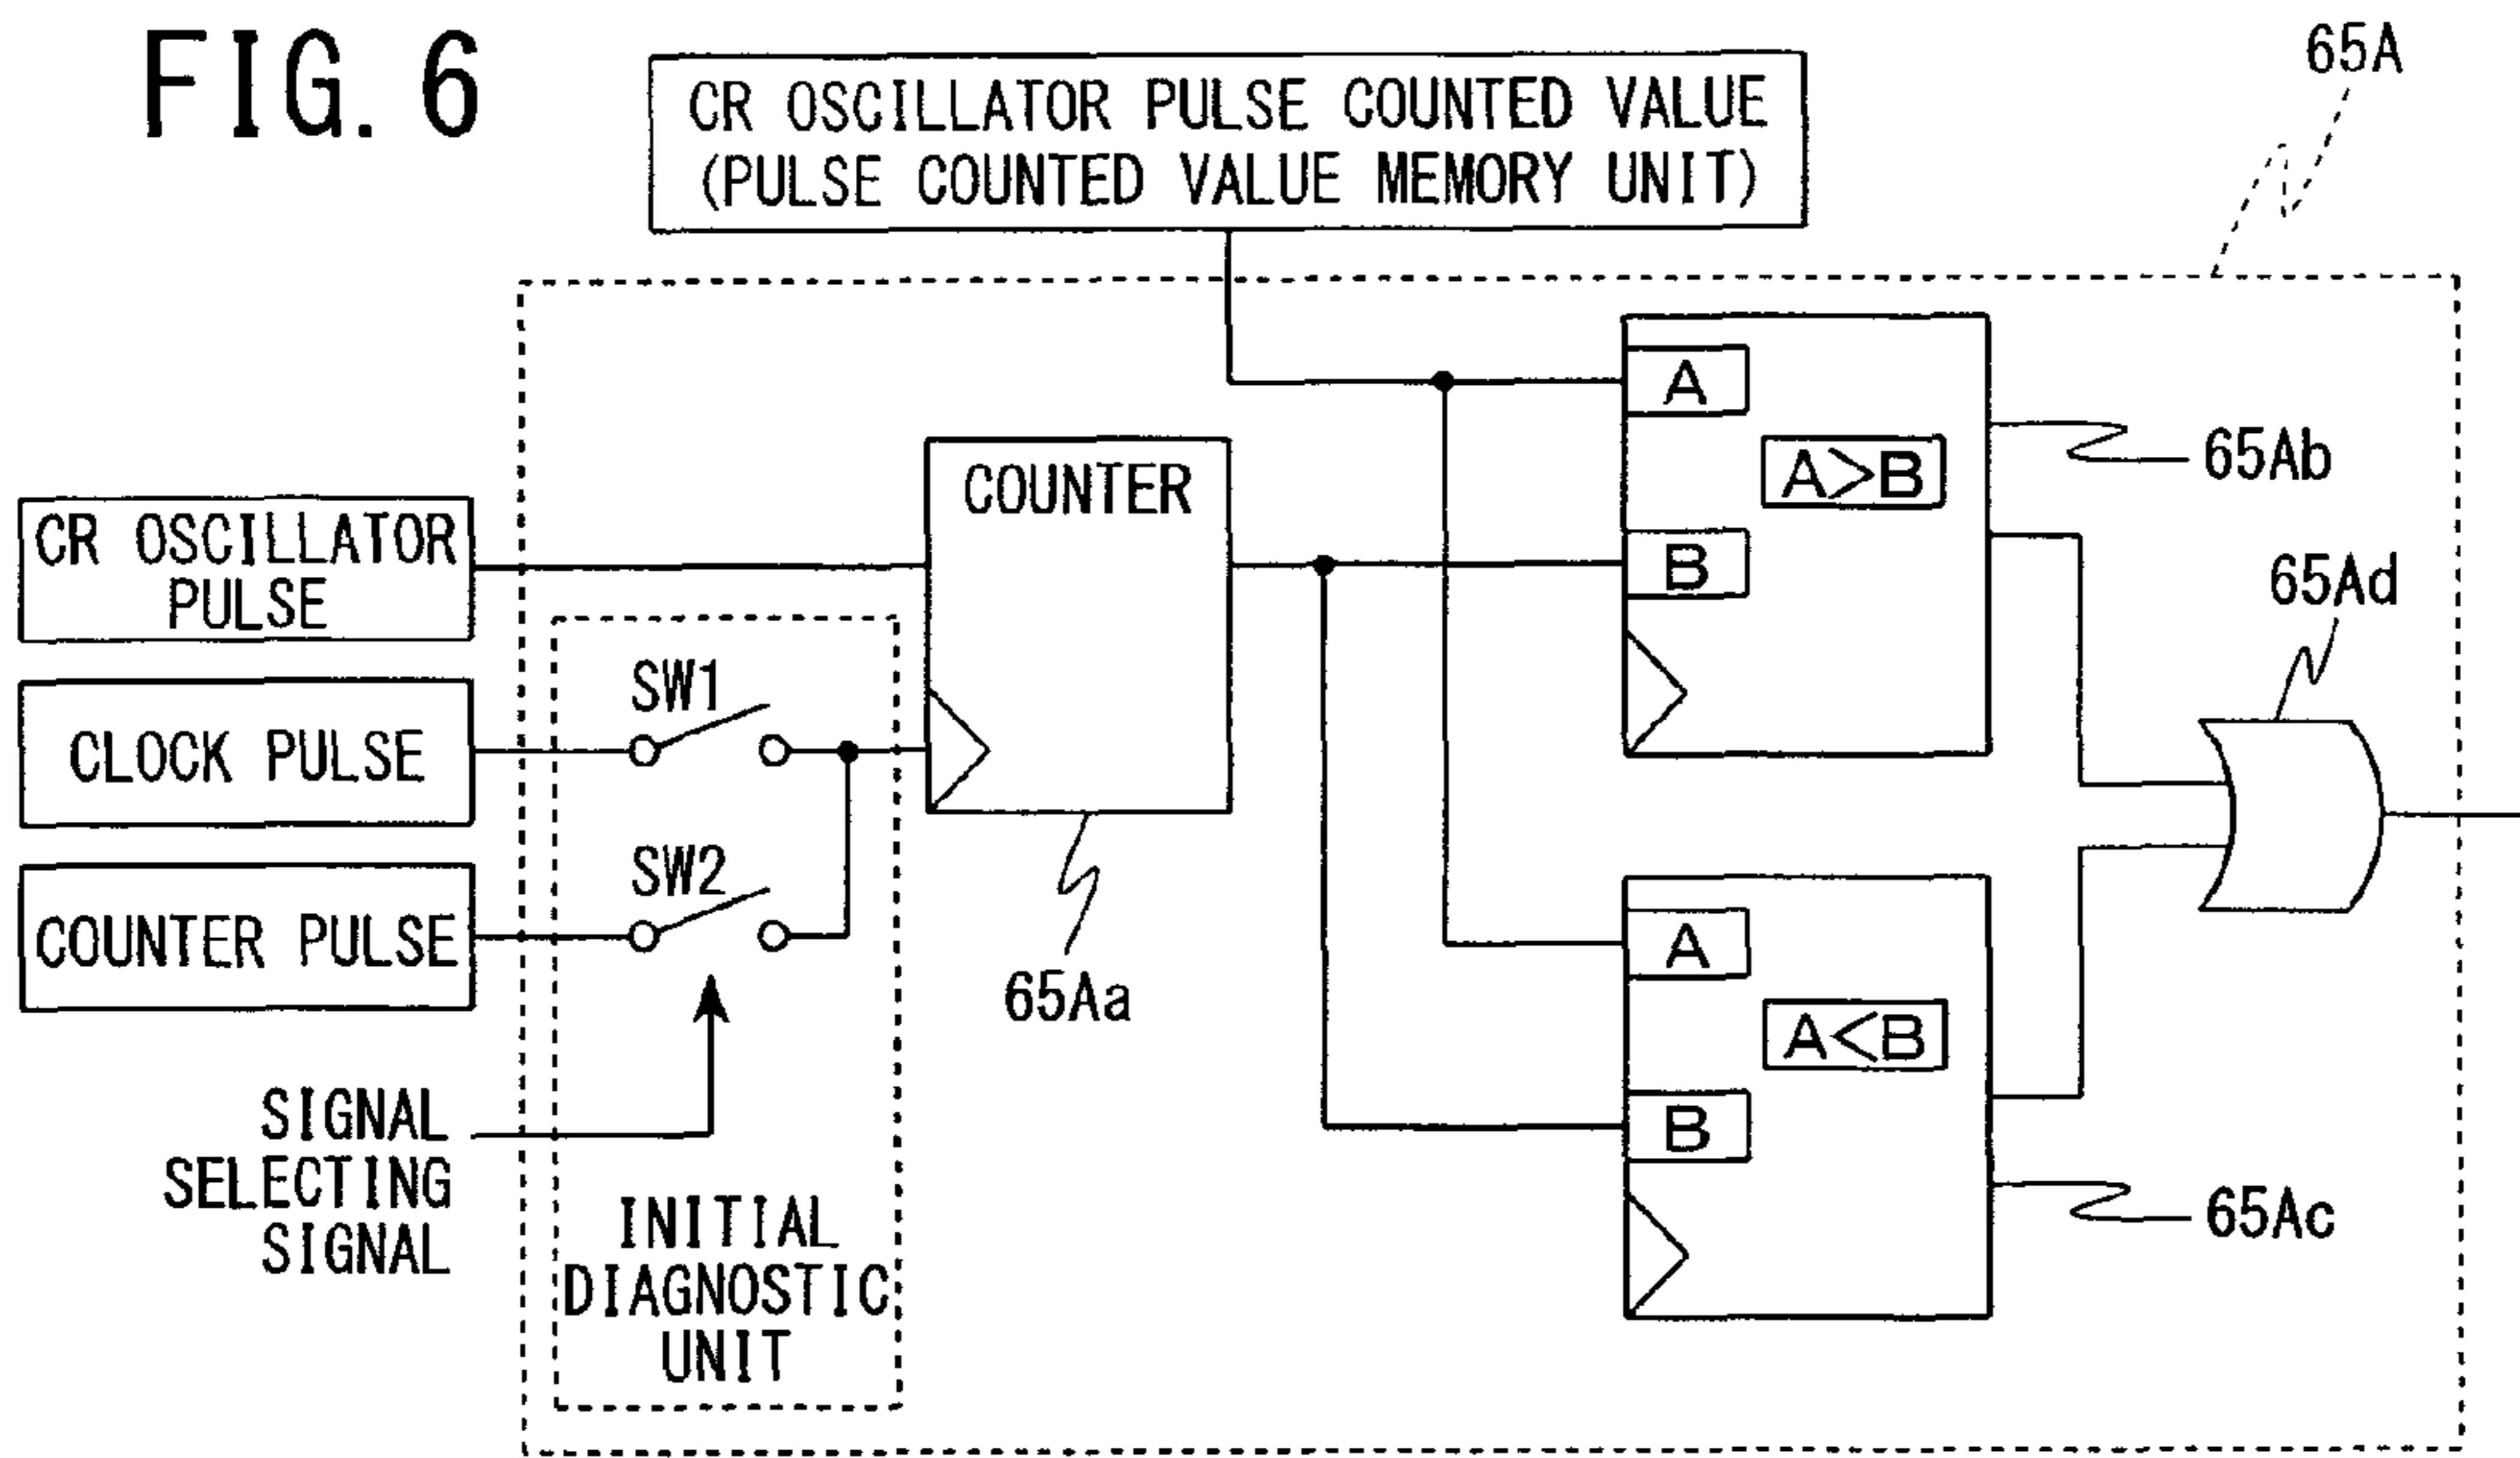 FIG. 6
CR OSCILLATOR PULSE COUNTED VALUE
(PULSE COUNTED VALUE MEMORY UNIT)
65A
A
A>B
B
65Ab
COUNTER
CR OSCILLATOR
PULSE
65Ad
SW1
CLOCK PULSE
SW2
COUNTER PULSE
65Aa
A
A<B
B
65Ac
SIGNAL
SELECTING
SIGNAL
INITIAL
DIAGNOSTIC
UNIT